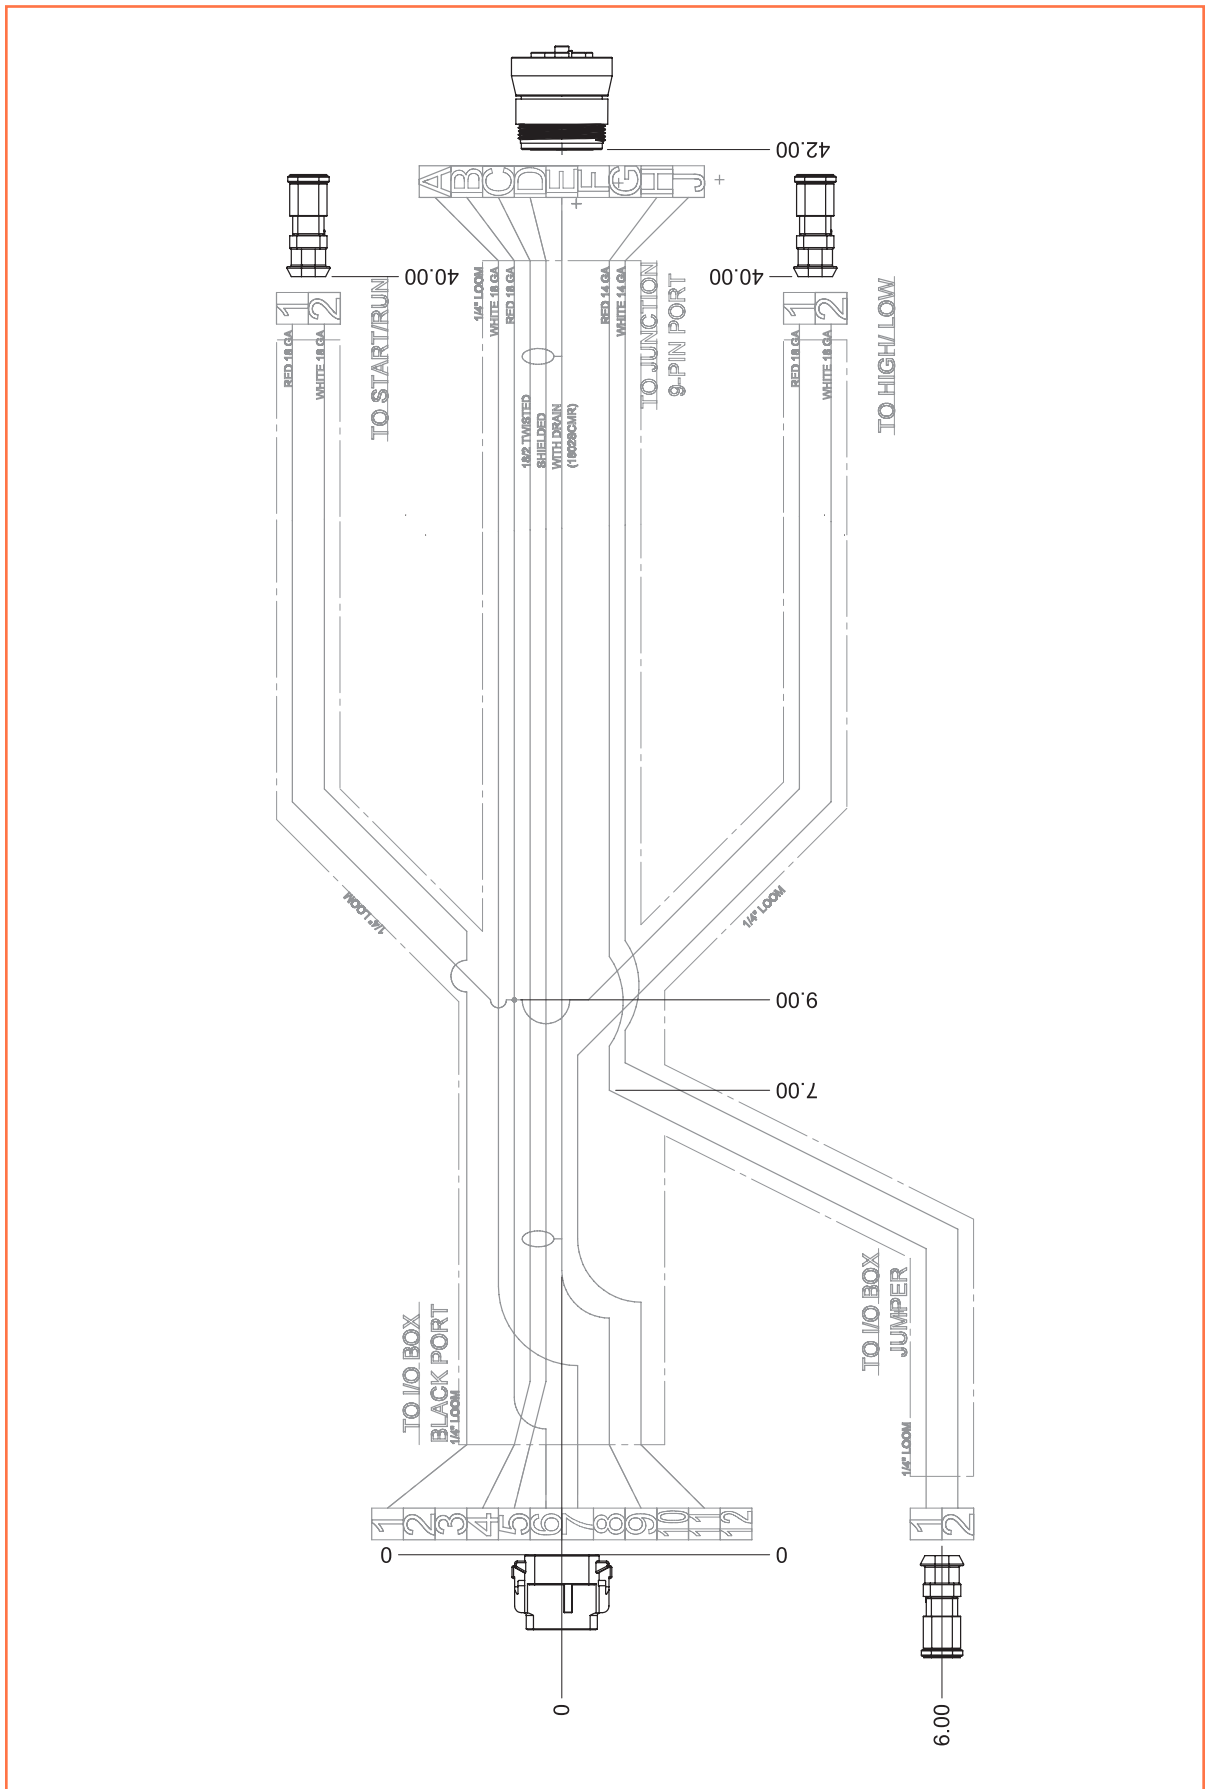 42.00
A B C D E F G H J
40.00
40.00
1 2
1/4" LOOM
WHITE 18 GA
RED 18 GA
RED 14 GA
WHITE 14 GA
TO JUNCTION
9-PIN PORT
1 2
RED 18 GA
WHITE 18 GA
TO START/RUN
RED 18 GA
WHITE 18 GA
TO HIGH/ LOW
18/2 TWISTED
SHIELDED
WITH DRAIN
(18028CMR)
1/4" LOOM
1/4" LOOM
9.00
7.00
TO I/O BOX
BLACK PORT
1/4" LOOM
TO I/O BOX
JUMPER
1/4" LOOM
1 2 3 4 5 6 7 8 9 10 11 12
1 2
0
0
0
6.00